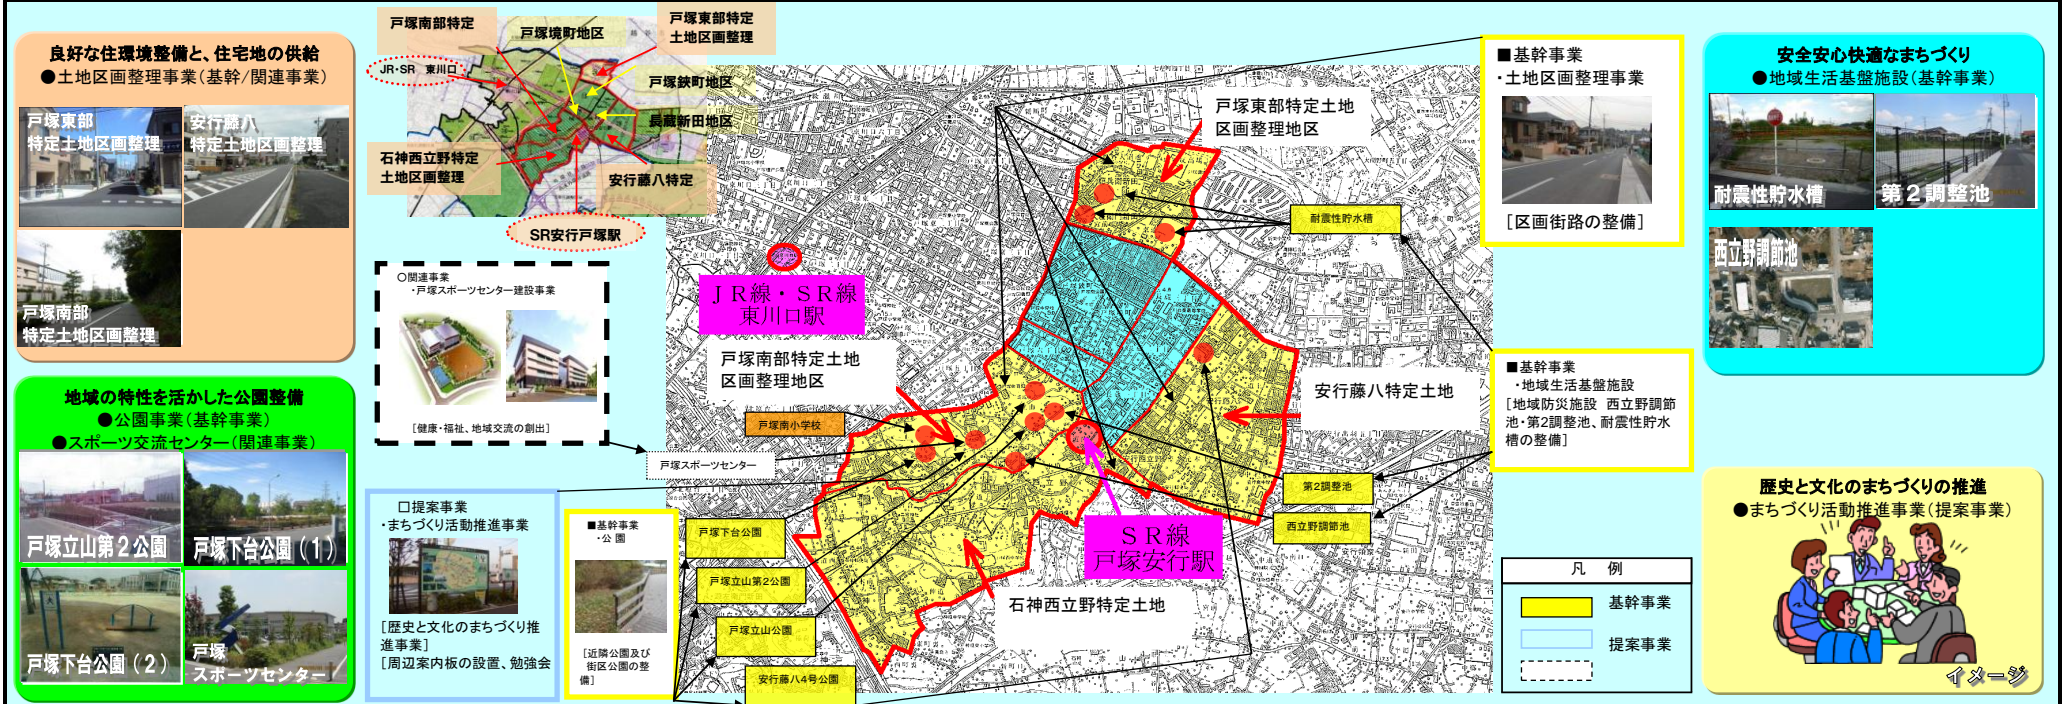 良好な住環境整備と、住宅地の供給
●土地区画整理事業(基幹/関連事業)
戸塚東部
特定土地区画整理
安行藤八
特定土地区画整理
戸塚南部
特定土地区画整理
地域の特性を活かした公園整備
●公園事業(基幹事業)
●スポーツ交流センター(関連事業)
戸塚立山第2公園
戸塚下台公園(1)
戸塚下台公園(2)
戸塚
スポーツセンター
戸塚南部特定
戸塚境町地区
戸塚東部特定
土地区画整理
JR・SR 東川口
戸塚鋏町地区
長蔵新田地区
石神西立野特定
土地区画整理
安行藤八特定
SR安行戸塚駅
〇関連事業
・戸塚スポーツセンター建設事業
[健康・福祉、地域交流の創出]
JR線・SR線
東川口駅
戸塚東部特定土地
区画整理地区
耐震性貯水槽
戸塚南部特定土地
区画整理地区
安行藤八特定土地
戸塚南小学校
戸塚スポーツセンター
第2調整池
西立野調節池
SR線
戸塚安行駅
石神西立野特定土地
戸塚下台公園
戸塚立山第2公園
戸塚立山公園
安行藤八4号公園
□提案事業
・まちづくり活動推進事業
[歴史と文化のまちづくり推
進事業]
[周辺案内板の設置、勉強会
■基幹事業
・公園
[近隣公園及び
街区公園の整
備]
■基幹事業
・土地区画整理事業
[区画街路の整備]
■基幹事業
・地域生活基盤施設
[地域防災施設 西立野調節
池・第2調整池、耐震性貯水
槽の整備]
凡 例
基幹事業
提案事業
安全安心快適なまちづくり
●地域生活基盤施設(基幹事業)
耐震性貯水槽
第2調整池
西立野調節池
歴史と文化のまちづくりの推進
●まちづくり活動推進事業(提案事業)
イメージ